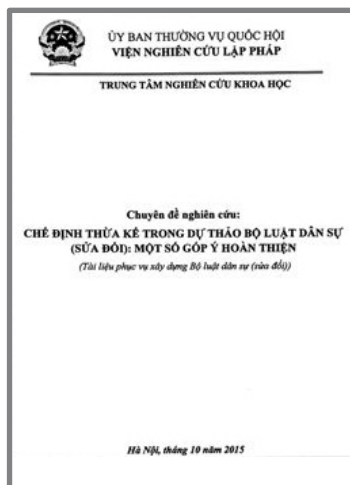 ỦY BAN THƯỜNG VỤ QUỐC HỘI
VIỆN NGHIÊN CỨU LẬP PHÁP
TRUNG TÂM NGHIÊN CỨU KHOA HỌC
Chuyên đề nghiên cứu:
CHẾ ĐỊNH THỪA KẾ TRONG DỰ THẢO BỘ LUẬT DÂN SỰ
(SỬA ĐỔI): MỘT SỐ GÓP Ý HOÀN THIỆN
(Tài liệu phục vụ xây dựng Bộ luật dân sự (sửa đổi))
Hà Nội, tháng 10 năm 2015